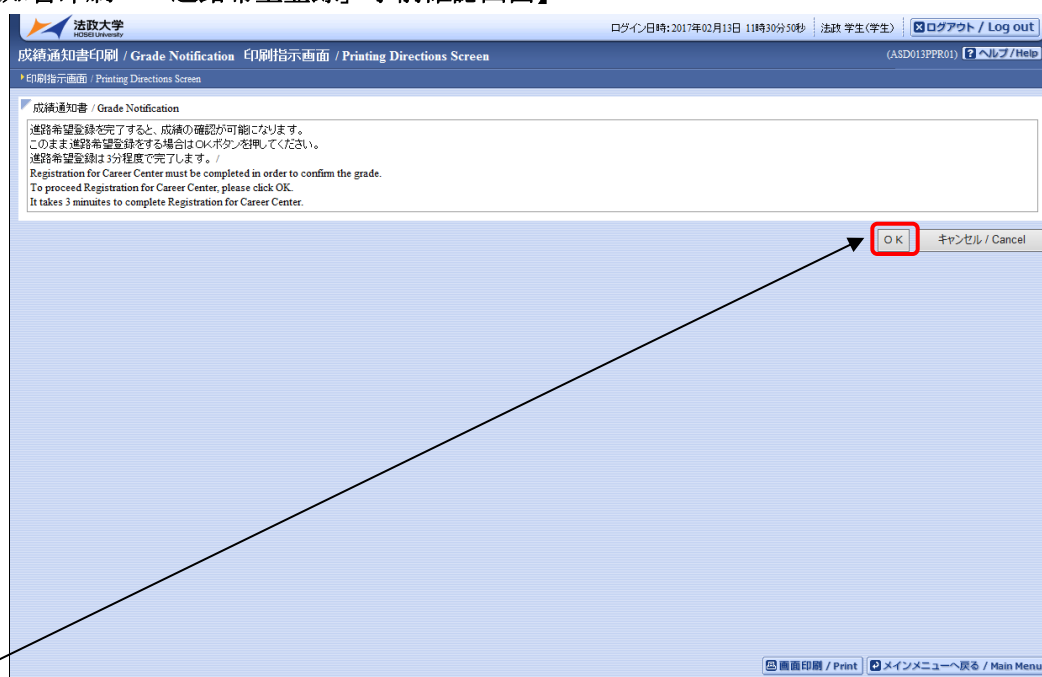 法政大学
HOSEI University
ログイン日時：2017年02月13日 11時30分50秒 法政 学生(学生) ログアウト / Log out
成績通知書印刷 / Grade Notification 印刷指示画面 / Printing Directions Screen (ASD013PPR01) ? ヘルプ/Help
印刷指示画面 / Printing Directions Screen
成績通知書 / Grade Notification
進路希望登録を完了すると、成績の確認が可能になります。
このまま進路希望登録をする場合はOKボタンを押してください。
進路希望登録は3分程度で完了します。/
Registration for Career Center must be completed in order to confirm the grade.
To proceed Registration for Career Center, please click OK.
It takes 3 minuites to complete Registration for Career Center.
ＯＫ キャンセル / Cancel
画面印刷 / Print メインメニューへ戻る / Main Menu